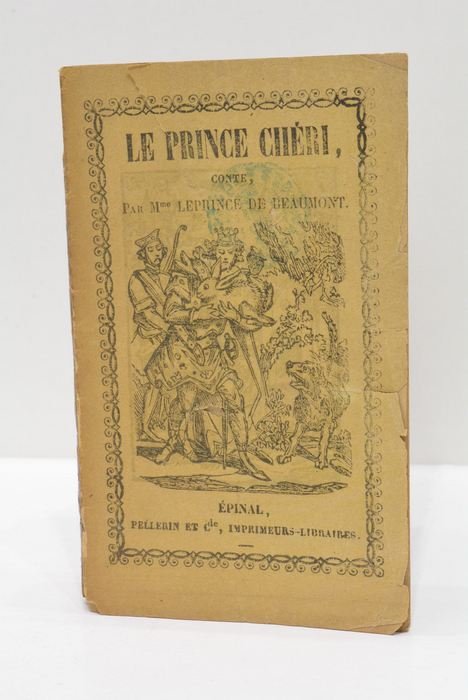 LE PRINCE CHÉRI,
CONTE,
PAR Mme LEPRINCE DE BEAUMONT.
ÉPINAL,
PELLERIN ET Cie, IMPRIMEURS-LIBRAIRES.